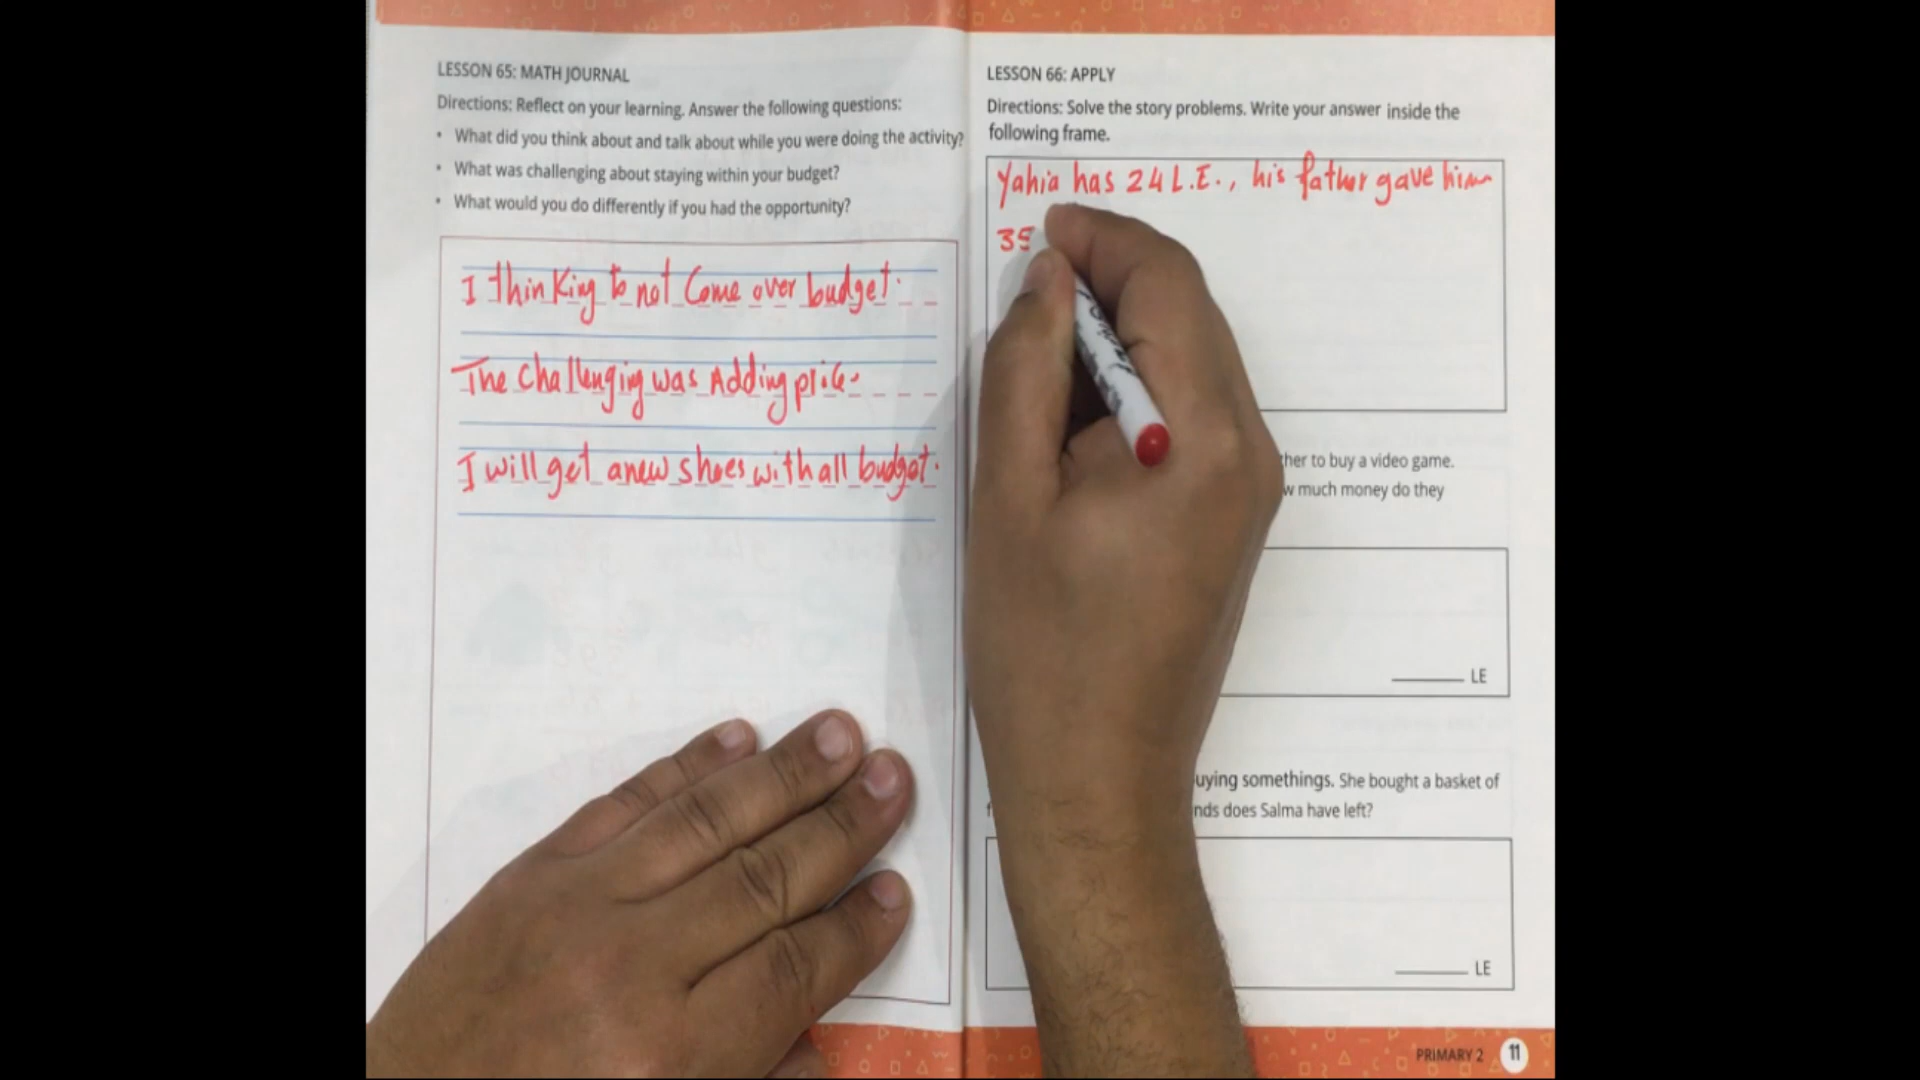 LESSON 65: MATH JOURNAL
Directions: Reflect on your learning. Answer the following questions:
• What did you think about and talk about while you were doing the activity?
• What was challenging about staying within your budget?
• What would you do differently if you had the opportunity?
I thinking to not Come over budget.
The challenging was Adding price
I will get anew shoes with all budget.
LESSON 66: APPLY
Directions: Solve the story problems. Write your answer inside the
following frame.
Yahia has 24 L.E., his father gave him
35
ther to buy a video game.
w much money do they
LE
uying somethings. She bought a basket of
nds does Salma have left?
LE
PRIMARY 2 11